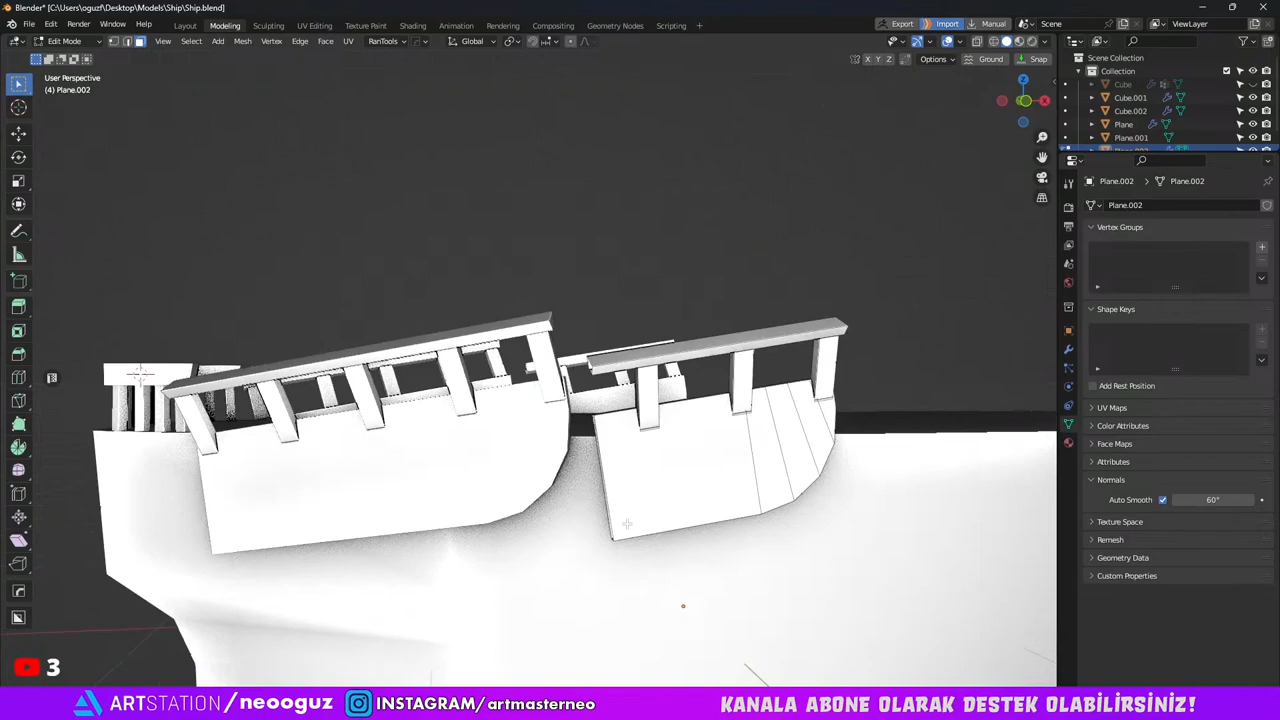 Blender* [C:\Users\oguzf\Desktop\Models\Ship\Ship.blend]
File Edit Render Window Help Layout Modeling Sculpting UV Editing Texture Paint Shading Animation Rendering Compositing Geometry Nodes Scripting + Export Import Manual Scene ViewLayer
Edit Mode View Select Add Mesh Vertex Edge Face UV RanTools Global
X Y Z Options Ground Snap
User Perspective
(4) Plane.002
Z
X
Scene Collection
Collection
Cube
Cube.001
Cube.002
Plane
Plane.001
Plane.002 > Plane.002
Plane.002
Vertex Groups
Shape Keys
Add Rest Position
UV Maps
Color Attributes
Face Maps
Attributes
Normals
Auto Smooth 60°
Texture Space
Remesh
Geometry Data
Custom Properties
3
ARTSTATION/neooguz INSTAGRAM/artmasterneo KANALA ABONE OLARAK DESTEK OLABİLİRSİNİZ!